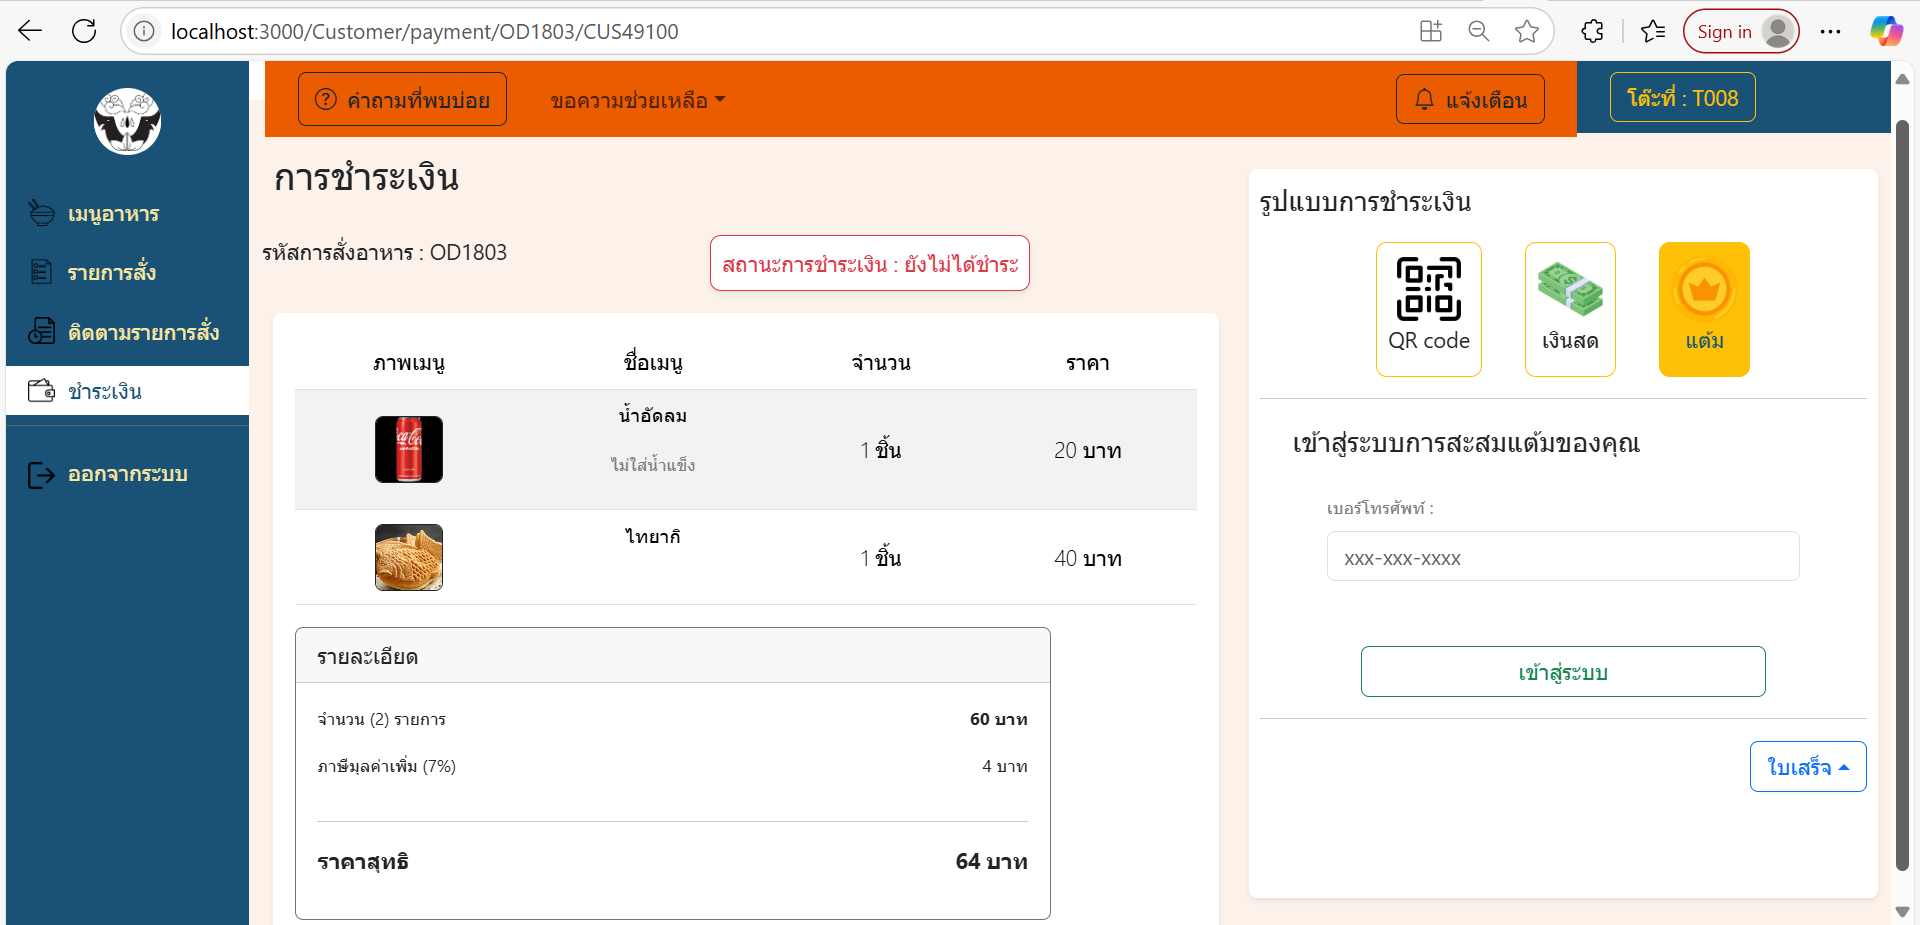 localhost:3000/Customer/payment/OD1803/CUS49100
Sign in
คำถามที่พบบ่อย
ขอความช่วยเหลือ
แจ้งเตือน
โต๊ะที่ : T008
เมนูอาหาร
รายการสั่ง
ติดตามรายการสั่ง
ชำระเงิน
ออกจากระบบ
การชำระเงิน
รหัสการสั่งอาหาร : OD1803
สถานะการชำระเงิน : ยังไม่ได้ชำระ
ภาพเมนู ชื่อเมนู จำนวน ราคา
น้ำอัดลม
ไม่ใส่น้ำแข็ง
1 ชิ้น
20 บาท
ไทยากิ
1 ชิ้น
40 บาท
รายละเอียด
จำนวน (2) รายการ 60 บาท
ภาษีมูลค่าเพิ่ม (7%) 4 บาท
ราคาสุทธิ 64 บาท
รูปแบบการชำระเงิน
QR code
เงินสด
แต้ม
เข้าสู่ระบบการสะสมแต้มของคุณ
เบอร์โทรศัพท์ :
xxx-xxx-xxxx
เข้าสู่ระบบ
ใบเสร็จ